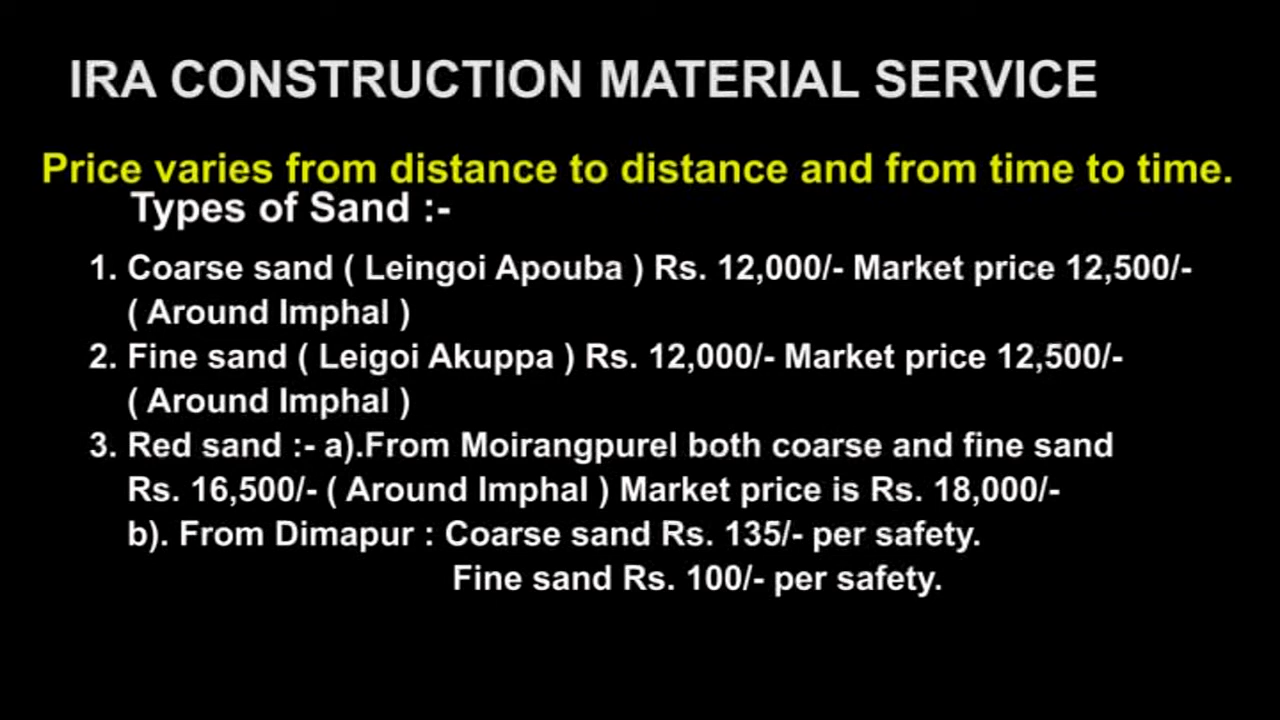 IRA CONSTRUCTION MATERIAL SERVICE
Price varies from distance to distance and from time to time.
Types of Sand :-
1. Coarse sand ( Leingoi Apouba ) Rs. 12,000/- Market price 12,500/-
( Around Imphal )
2. Fine sand ( Leigoi Akuppa ) Rs. 12,000/- Market price 12,500/-
( Around Imphal )
3. Red sand :- a).From Moirangpurel both coarse and fine sand
Rs. 16,500/- ( Around Imphal ) Market price is Rs. 18,000/-
b). From Dimapur : Coarse sand Rs. 135/- per safety.
Fine sand Rs. 100/- per safety.